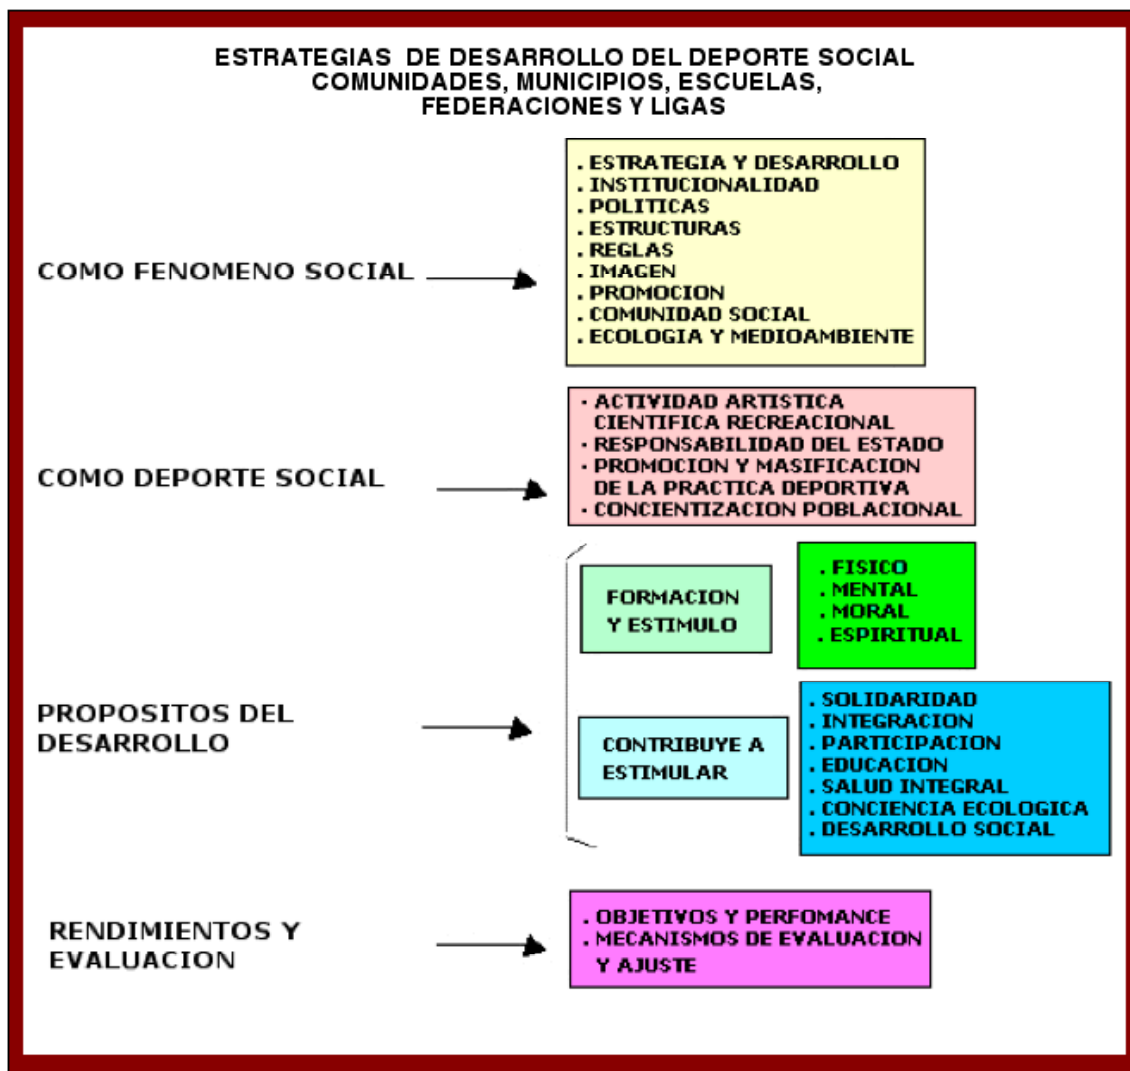 ESTRATEGIAS DE DESARROLLO DEL DEPORTE SOCIAL
COMUNIDADES, MUNICIPIOS, ESCUELAS,
FEDERACIONES Y LIGAS
COMO FENOMENO SOCIAL
. ESTRATEGIA Y DESARROLLO
. INSTITUCIONALIDAD
. POLITICAS
. ESTRUCTURAS
. REGLAS
. IMAGEN
. PROMOCION
. COMUNIDAD SOCIAL
. ECOLOGIA Y MEDIOAMBIENTE
COMO DEPORTE SOCIAL
· ACTIVIDAD ARTISTICA
CIENTIFICA RECREACIONAL
· RESPONSABILIDAD DEL ESTADO
· PROMOCION Y MASIFICACION
DE LA PRACTICA DEPORTIVA
· CONCIENTIZACION POBLACIONAL
PROPOSITOS DEL
DESARROLLO
FORMACION
Y ESTIMULO
. FISICO
. MENTAL
. MORAL
. ESPIRITUAL
CONTRIBUYE A
ESTIMULAR
. SOLIDARIDAD
. INTEGRACION
. PARTICIPACION
. EDUCACION
. SALUD INTEGRAL
. CONCIENCIA ECOLOGICA
. DESARROLLO SOCIAL
RENDIMIENTOS Y
EVALUACION
. OBJETIVOS Y PERFOMANCE
. MECANISMOS DE EVALUACION
Y AJUSTE